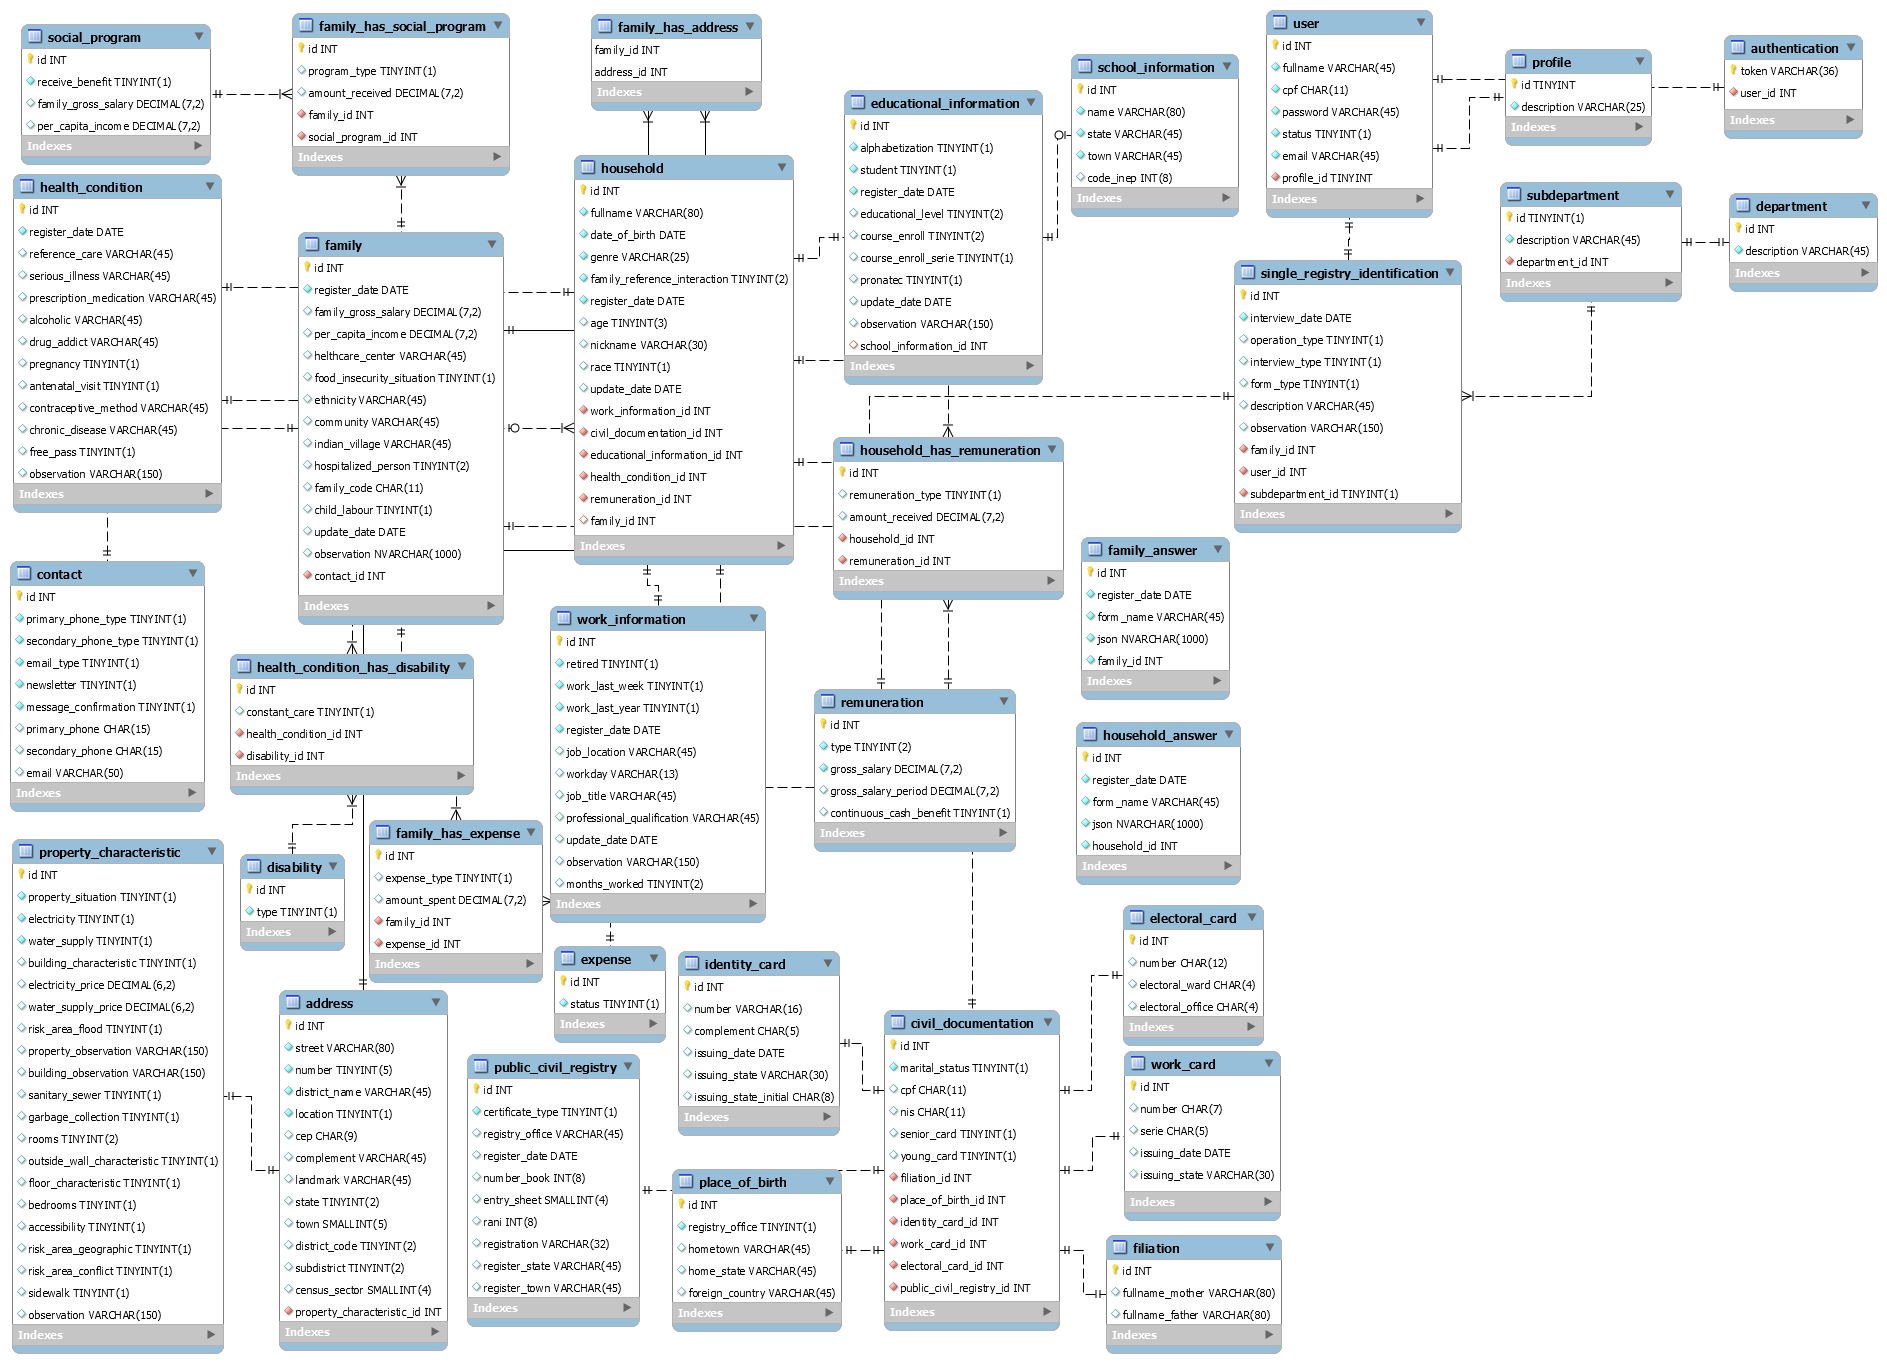 social_program
id INT
receive_benefit TINYINT(1)
family_gross_salary DECIMAL(7,2)
per_capita_income DECIMAL(7,2)
Indexes
family_has_social_program
id INT
program_type TINYINT(1)
amount_received DECIMAL(7,2)
family_id INT
social_program_id INT
Indexes
family_has_address
family_id INT
address_id INT
Indexes
school_information
id INT
name VARCHAR(80)
state VARCHAR(45)
town VARCHAR(45)
code_inep INT(8)
Indexes
user
id INT
fullname VARCHAR(45)
cpf CHAR(11)
password VARCHAR(45)
status TINYINT(1)
email VARCHAR(45)
profile_id TINYINT
Indexes
profile
id TINYINT
description VARCHAR(25)
Indexes
authentication
token VARCHAR(36)
user_id INT
Indexes
health_condition
id INT
register_date DATE
reference_care VARCHAR(45)
serious_illness VARCHAR(45)
prescription_medication VARCHAR(45)
alcoholic VARCHAR(45)
drug_addict VARCHAR(45)
pregnancy TINYINT(1)
antenatal_visit TINYINT(1)
contraceptive_method VARCHAR(45)
chronic_disease VARCHAR(45)
free_pass TINYINT(1)
observation VARCHAR(150)
Indexes
family
id INT
register_date DATE
family_gross_salary DECIMAL(7,2)
per_capita_income DECIMAL(7,2)
helthcare_center VARCHAR(45)
food_insecurity_situation TINYINT(1)
ethnicity VARCHAR(45)
community VARCHAR(45)
indian_village VARCHAR(45)
hospitalized_person TINYINT(2)
family_code CHAR(11)
child_labour TINYINT(1)
update_date DATE
observation NVARCHAR(1000)
contact_id INT
Indexes
household
id INT
fullname VARCHAR(80)
date_of_birth DATE
genre VARCHAR(25)
family_reference_interaction TINYINT(2)
register_date DATE
age TINYINT(3)
nickname VARCHAR(30)
race TINYINT(1)
update_date DATE
work_information_id INT
civil_documentation_id INT
educational_information_id INT
health_condition_id INT
remuneration_id INT
family_id INT
Indexes
educational_information
id INT
alphabetization TINYINT(1)
student TINYINT(1)
register_date DATE
educational_level TINYINT(2)
course_enroll TINYINT(2)
course_enroll_serie TINYINT(1)
pronatec TINYINT(1)
update_date DATE
observation VARCHAR(150)
school_information_id INT
Indexes
subdepartment
id TINYINT(1)
description VARCHAR(45)
department_id INT
Indexes
department
id INT
description VARCHAR(45)
Indexes
single_registry_identification
id INT
interview_date DATE
operation_type TINYINT(1)
interview_type TINYINT(1)
form_type TINYINT(1)
description VARCHAR(45)
observation VARCHAR(150)
family_id INT
user_id INT
subdepartment_id TINYINT(1)
Indexes
household_has_remuneration
id INT
remuneration_type TINYINT(1)
amount_received DECIMAL(7,2)
household_id INT
remuneration_id INT
Indexes
family_answer
id INT
register_date DATE
form_name VARCHAR(45)
json NVARCHAR(1000)
family_id INT
Indexes
contact
id INT
primary_phone_type TINYINT(1)
secondary_phone_type TINYINT(1)
email_type TINYINT(1)
newsletter TINYINT(1)
message_confirmation TINYINT(1)
primary_phone CHAR(15)
secondary_phone CHAR(15)
email VARCHAR(50)
Indexes
health_condition_has_disability
id INT
constant_care TINYINT(1)
health_condition_id INT
disability_id INT
Indexes
work_information
id INT
retired TINYINT(1)
work_last_week TINYINT(1)
work_last_year TINYINT(1)
register_date DATE
job_location VARCHAR(45)
workday VARCHAR(13)
job_title VARCHAR(45)
professional_qualification VARCHAR(45)
update_date DATE
observation VARCHAR(150)
months_worked TINYINT(2)
Indexes
remuneration
id INT
type TINYINT(2)
gross_salary DECIMAL(7,2)
gross_salary_period DECIMAL(7,2)
continuous_cash_benefit TINYINT(1)
Indexes
household_answer
id INT
register_date DATE
form_name VARCHAR(45)
json NVARCHAR(1000)
household_id INT
Indexes
property_characteristic
id INT
property_situation TINYINT(1)
electricity TINYINT(1)
water_supply TINYINT(1)
building_characteristic TINYINT(1)
electricity_price DECIMAL(6,2)
water_supply_price DECIMAL(6,2)
risk_area_flood TINYINT(1)
property_observation VARCHAR(150)
building_observation VARCHAR(150)
sanitary_sewer TINYINT(1)
garbage_collection TINYINT(1)
rooms TINYINT(2)
outside_wall_characteristic TINYINT(1)
floor_characteristic TINYINT(1)
bedrooms TINYINT(1)
accessibility TINYINT(1)
risk_area_geographic TINYINT(1)
risk_area_conflict TINYINT(1)
sidewalk TINYINT(1)
observation VARCHAR(150)
Indexes
disability
id INT
type TINYINT(1)
Indexes
family_has_expense
id INT
expense_type TINYINT(1)
amount_spent DECIMAL(7,2)
family_id INT
expense_id INT
Indexes
expense
id INT
status TINYINT(1)
Indexes
address
id INT
street VARCHAR(80)
number TINYINT(5)
district_name VARCHAR(45)
location TINYINT(1)
cep CHAR(9)
complement VARCHAR(45)
landmark VARCHAR(45)
state TINYINT(2)
town SMALLINT(5)
district_code TINYINT(2)
subdistrict TINYINT(2)
census_sector SMALLINT(4)
property_characteristic_id INT
Indexes
identity_card
id INT
number VARCHAR(16)
complement CHAR(5)
issuing_date DATE
issuing_state VARCHAR(30)
issuing_state_initial CHAR(8)
Indexes
public_civil_registry
id INT
certificate_type TINYINT(1)
registry_office VARCHAR(45)
register_date DATE
number_book INT(8)
entry_sheet SMALLINT(4)
rani INT(8)
registration VARCHAR(32)
register_state VARCHAR(45)
register_town VARCHAR(45)
Indexes
place_of_birth
id INT
registry_office TINYINT(1)
hometown VARCHAR(45)
home_state VARCHAR(45)
foreign_country VARCHAR(45)
Indexes
civil_documentation
id INT
marital_status TINYINT(1)
cpf CHAR(11)
nis CHAR(11)
senior_card TINYINT(1)
young_card TINYINT(1)
filiation_id INT
place_of_birth_id INT
identity_card_id INT
work_card_id INT
electoral_card_id INT
public_civil_registry_id INT
Indexes
electoral_card
id INT
number CHAR(12)
electoral_ward CHAR(4)
electoral_office CHAR(4)
Indexes
work_card
id INT
number CHAR(7)
serie CHAR(5)
issuing_date DATE
issuing_state VARCHAR(30)
Indexes
filiation
id INT
fullname_mother VARCHAR(80)
fullname_father VARCHAR(80)
Indexes